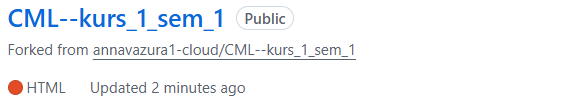 CML--kurs_1_sem_1 Public
Forked from annavazura1-cloud/CML--kurs_1_sem_1
HTML Updated 2 minutes ago